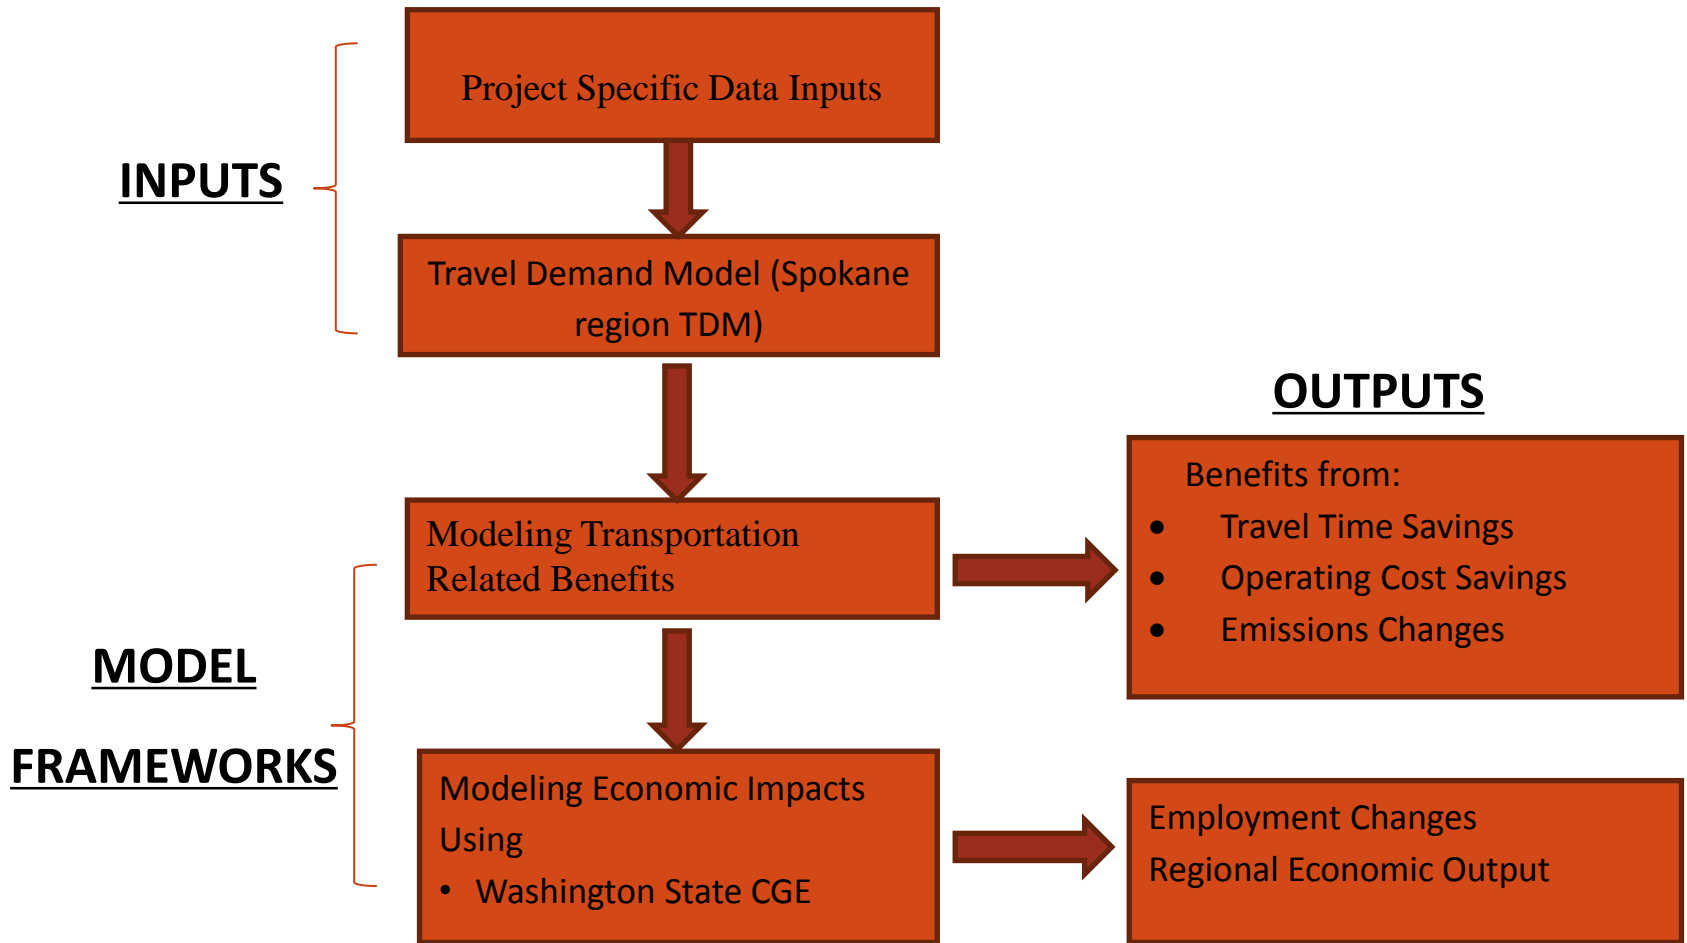 Project Specific Data Inputs
INPUTS
Travel Demand Model (Spokane
region TDM)
OUTPUTS
Modeling Transportation
Related Benefits
Benefits from:
• Travel Time Savings
• Operating Cost Savings
• Emissions Changes
MODEL
FRAMEWORKS
Modeling Economic Impacts
Using
• Washington State CGE
Employment Changes
Regional Economic Output